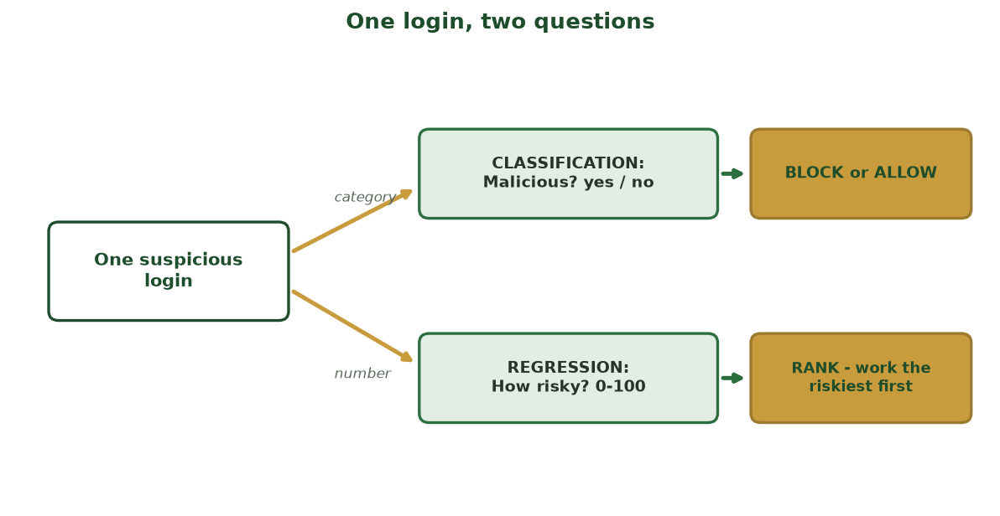 One login, two questions
One suspicious
login
category
CLASSIFICATION:
Malicious? yes / no
BLOCK or ALLOW
number
REGRESSION:
How risky? 0-100
RANK - work the
riskiest first